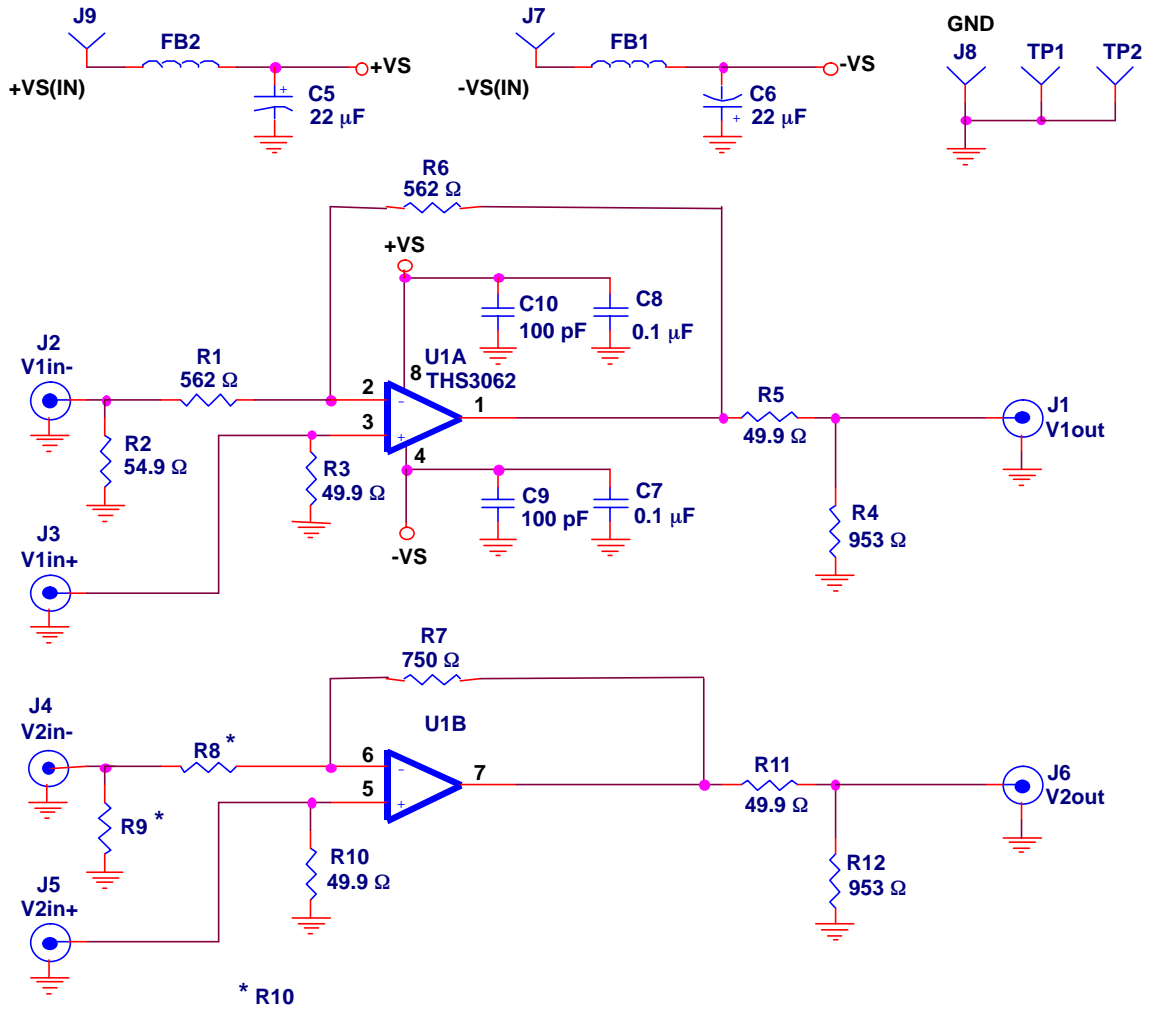 J9
FB2
+VS
+VS(IN)
+
C5
22 µF
J7
FB1
-VS
-VS(IN)
C6
22 µF
+
GND
J8
TP1
TP2
R6
562 Ω
+VS
C10
100 pF
C8
0.1 µF
J2
V1in-
R1
562 Ω
U1A
THS3062
8
2
-
3
+
1
4
R2
54.9 Ω
R3
49.9 Ω
R5
49.9 Ω
J1
V1out
C9
100 pF
C7
0.1 µF
-VS
R4
953 Ω
J3
V1in+
R7
750 Ω
J4
V2in-
R8 *
U1B
6
-
5
+
7
R9 *
R10
49.9 Ω
R11
49.9 Ω
J6
V2out
R12
953 Ω
J5
V2in+
* R10